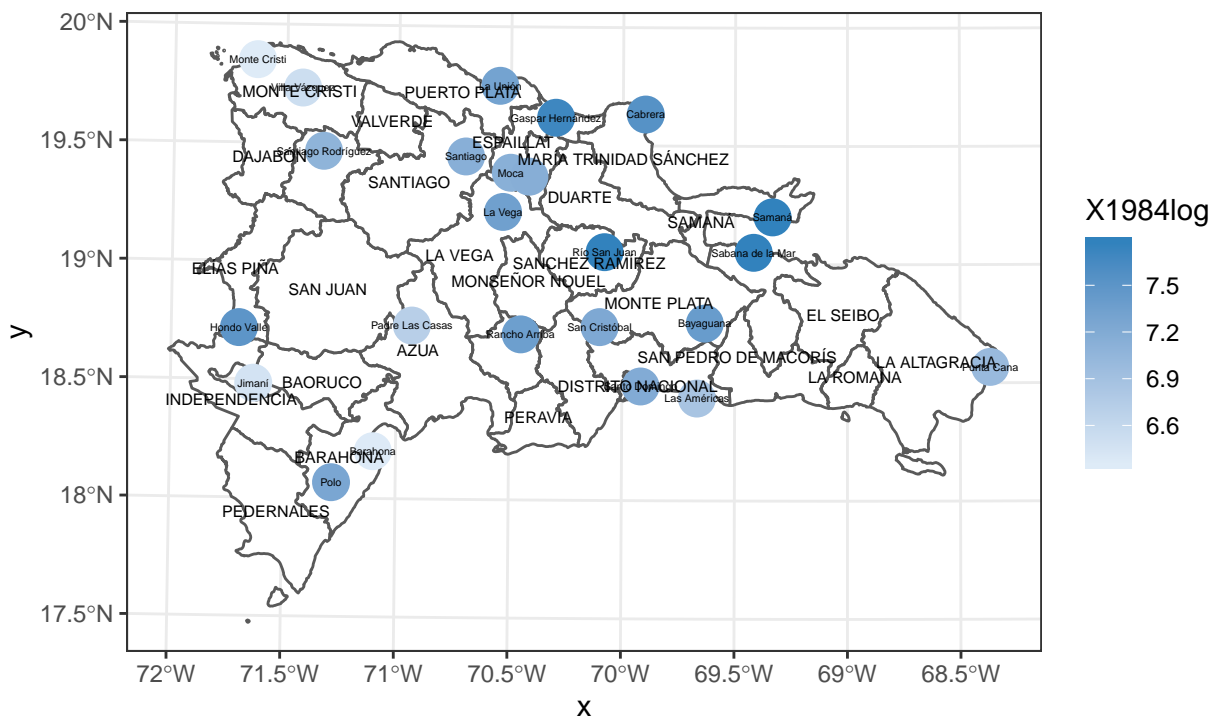 20°N
19.5°N
19°N
18.5°N
18°N
17.5°N
y
72°W
71.5°W
71°W
70.5°W
70°W
69.5°W
69°W
68.5°W
x
X1984log
7.5
7.2
6.9
6.6
Monte Cristi
Villa Vázquez
MONTE CRISTI
La Unión
PUERTO PLATA
Gaspar Hernández
Cabrera
VALVERDE
ESPAILLAT
Santiago Rodríguez
DAJABÓN
Santiago
MARÍA TRINIDAD SÁNCHEZ
Moca
SANTIAGO
DUARTE
La Vega
SAMANÁ
Samaná
LA VEGA
Río San Juan
Sabana de la Mar
SÁNCHEZ RAMÍREZ
ELÍAS PIÑA
MONSEÑOR NOUEL
SAN JUAN
MONTE PLATA
EL SEIBO
Hondo Valle
Padre Las Casas
Rancho Arriba
San Cristóbal
Bayaguana
AZUA
SAN PEDRO DE MACORÍS
LA ALTAGRACIA
Punta Cana
LA ROMANA
Jimaní
BAORUCO
DISTRITO NACIONAL
Las Américas
INDEPENDENCIA
PERAVIA
Barahona
BARAHONA
Polo
PEDERNALES